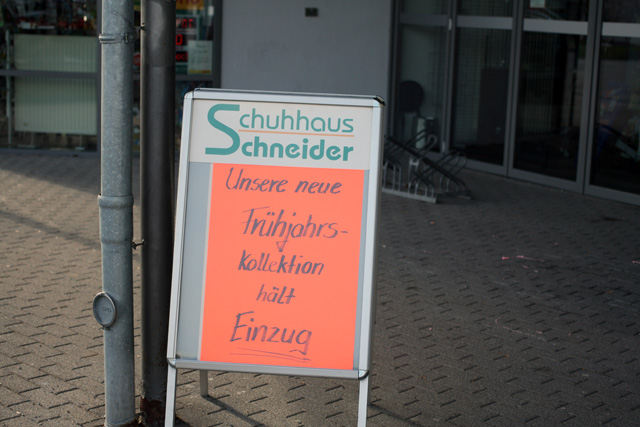 Schuhhaus
Schneider
Unsere neue
Frühjahrs-
Kollektion
hält
Einzug